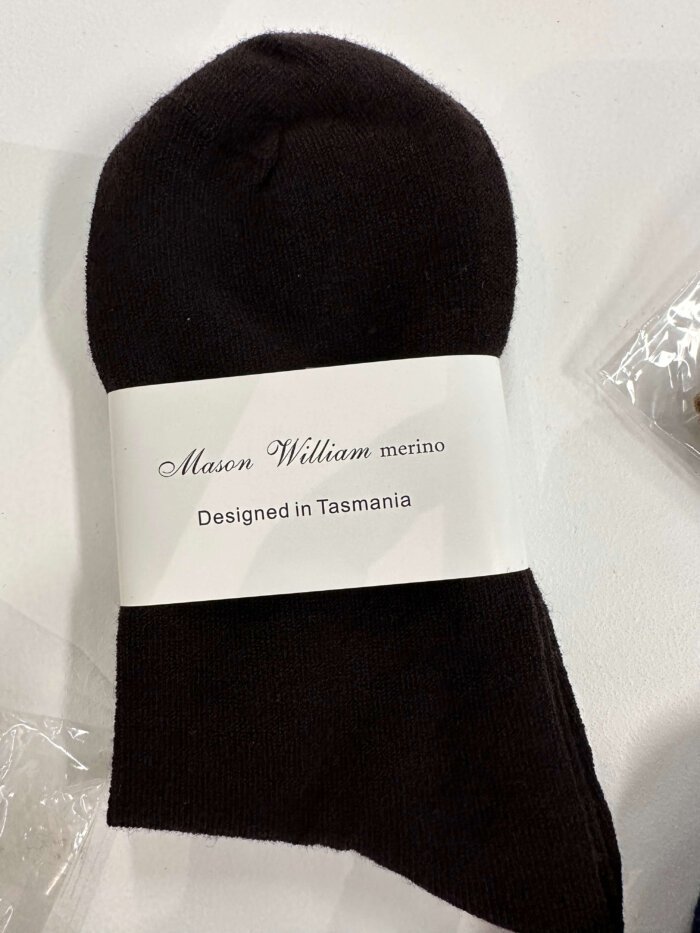 Mason William merino
Designed in Tasmania